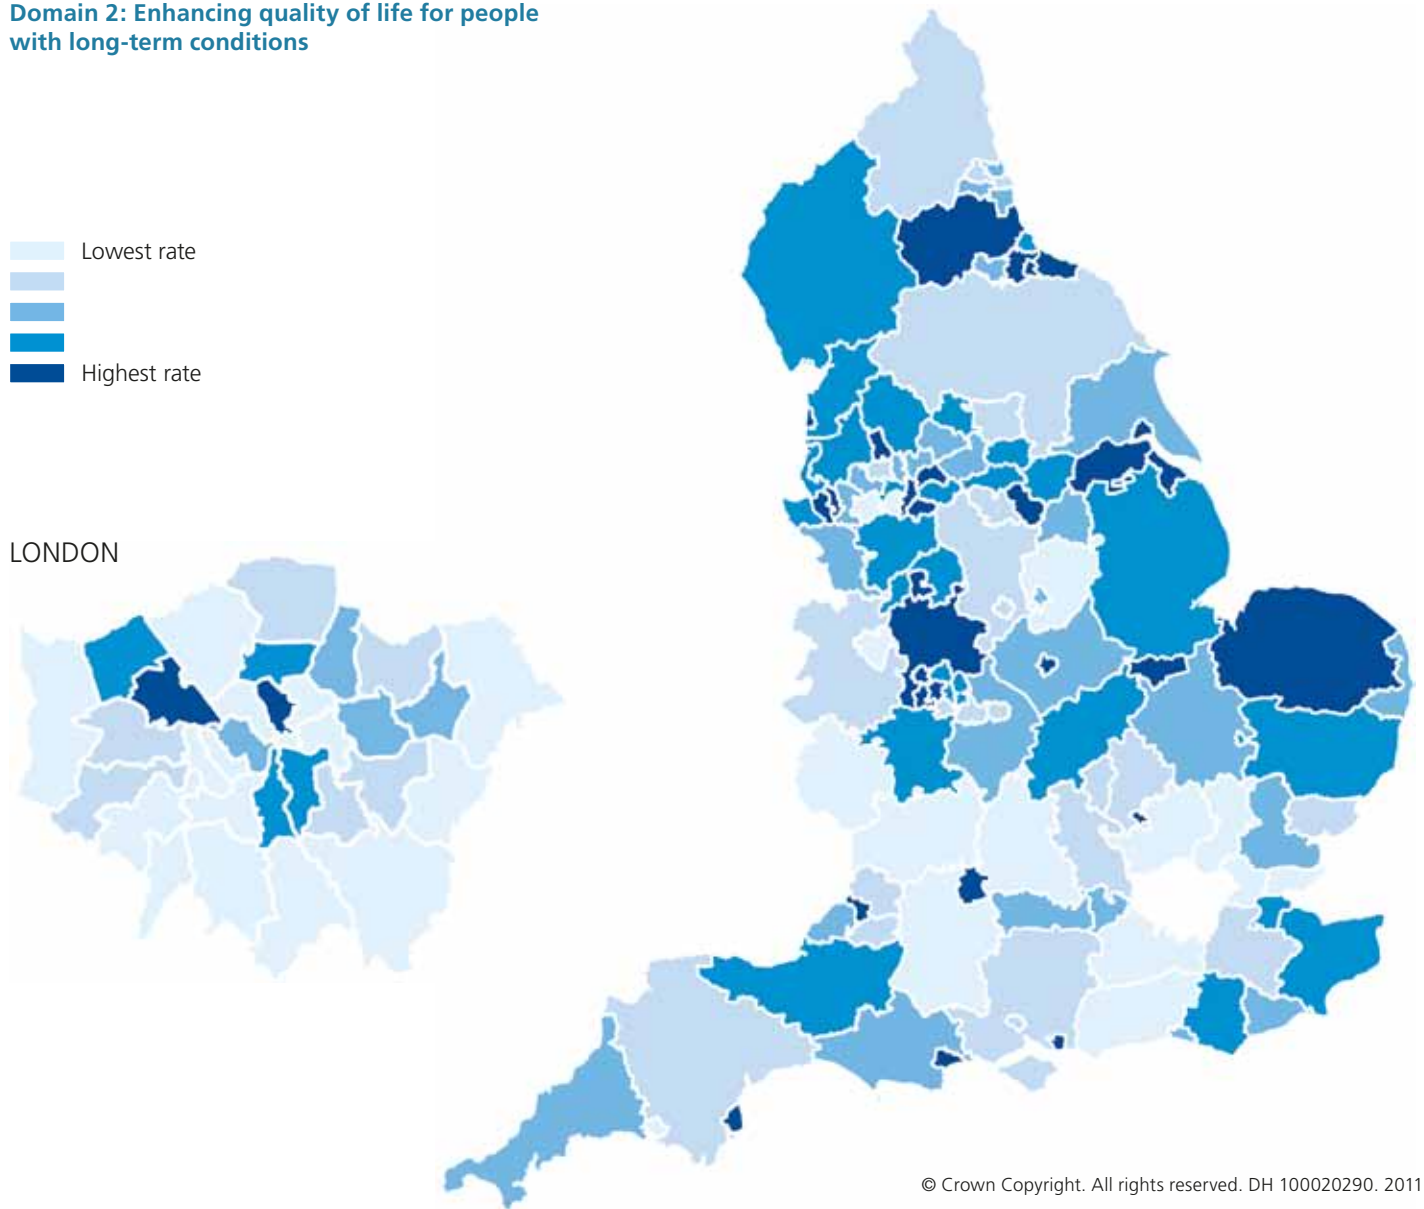 Domain 2: Enhancing quality of life for people
with long-term conditions
Lowest rate
Highest rate
LONDON
© Crown Copyright. All rights reserved. DH 100020290. 2011